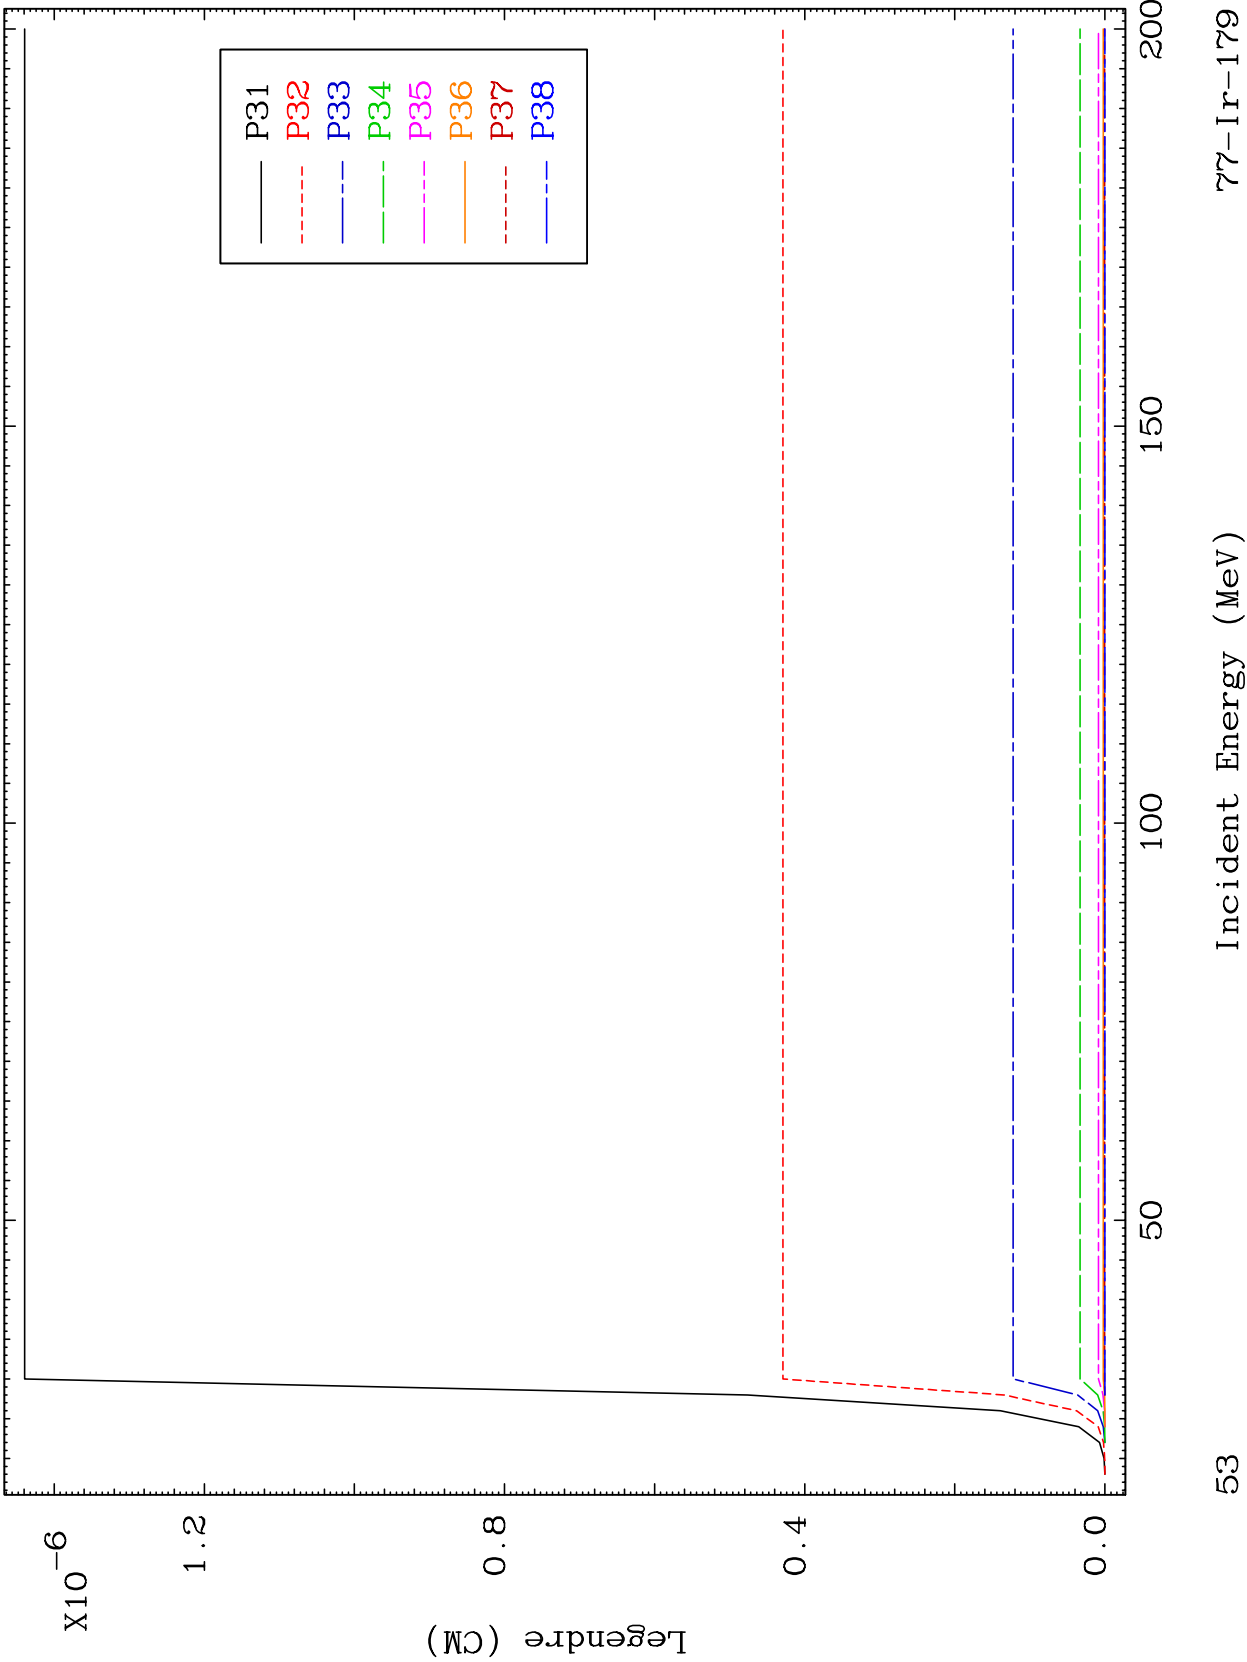 X10-6
1.2
0.8
0.4
0.0
Legendre (CM)
P31
P32
P33
P34
P35
P36
P37
P38
50
100
150
200
Incident Energy (MeV)
53
77-Ir-179